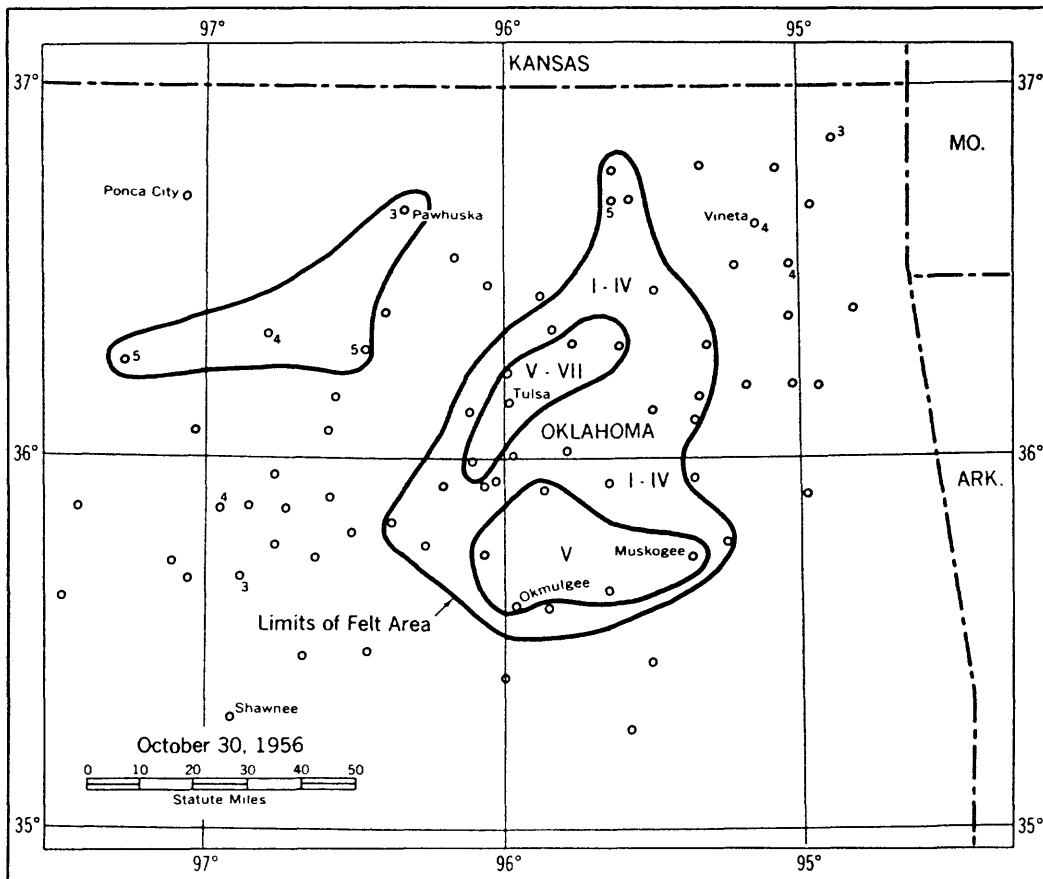 97° 96° 95°
37° KANSAS 37°
3
MO.
Ponca City
3 Pawhuska
5
Vineta 4
4
I - IV
4
5 5
V - VII
Tulsa
OKLAHOMA
36° 36°
I - IV
ARK.
4
V Muskogee
3
Okmulgee
Limits of Felt Area
Shawnee
October 30, 1956
0 10 20 30 40 50
Statute Miles
35° 35°
97° 96° 95°